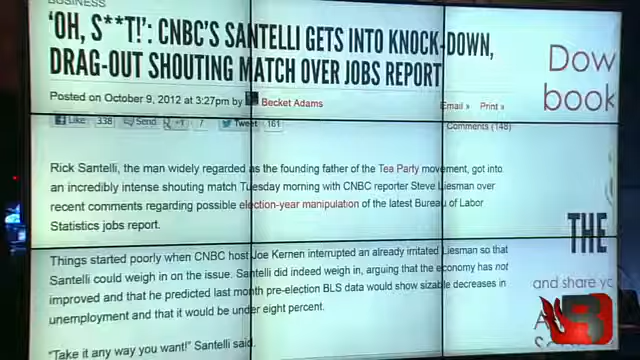 BUSINESS
'OH, S**T!': CNBC'S SANTELLI GETS INTO KNOCK-DOWN,
DRAG-OUT SHOUTING MATCH OVER JOBS REPORT
Posted on October 9, 2012 at 3:27pm by Becket Adams
Email » Print »
Like 338 Send +1 7 Tweet 161 Comments (148)
Rick Santelli, the man widely regarded as the founding father of the Tea Party movement, got into
an incredibly intense shouting match Tuesday morning with CNBC reporter Steve Liesman over
recent comments regarding possible election-year manipulation of the latest Bureau of Labor
Statistics jobs report.
Things started poorly when CNBC host Joe Kernen interrupted an already irritated Liesman so that
Santelli could weigh in on the issue. Santelli did indeed weigh in, arguing that the economy has not
improved and that he predicted last month pre-election BLS data would show sizable decreases in
unemployment and that it would be under eight percent.
"Take it any way you want!" Santelli said.
Dow
book
THE
and share yo
B